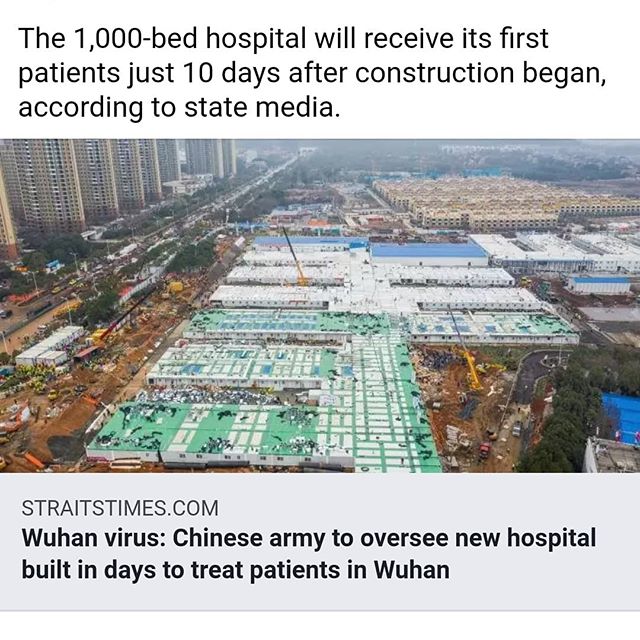 The 1,000-bed hospital will receive its first
patients just 10 days after construction began,
according to state media.
STRAITSTIMES.COM
Wuhan virus: Chinese army to oversee new hospital
built in days to treat patients in Wuhan